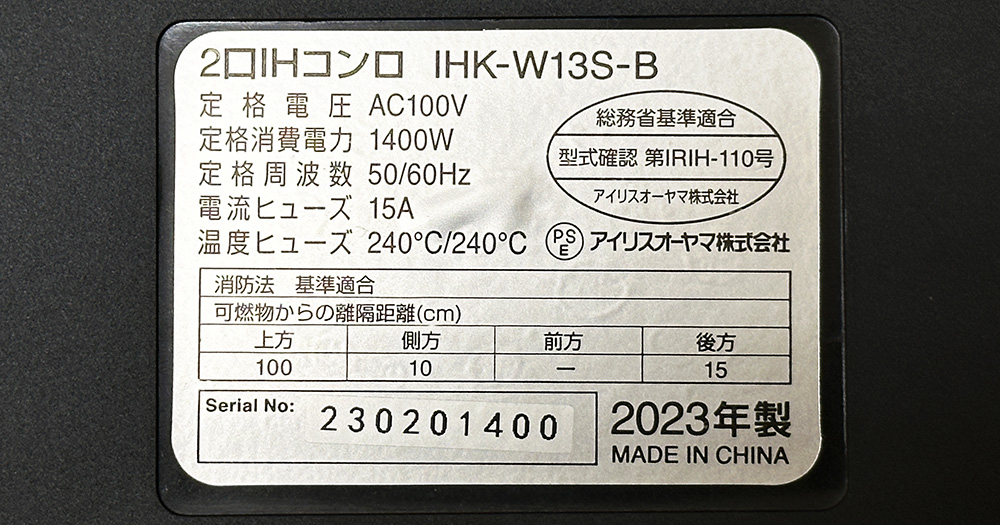 2口IHコンロ IHK-W13S-B
定格電圧 AC100V
定格消費電力 1400W
定格周波数 50/60Hz
電流ヒューズ 15A
温度ヒューズ 240℃/240℃
総務省基準適合
型式確認 第IRIH-110号
アイリスオーヤマ株式会社
PSE アイリスオーヤマ株式会社
消防法 基準適合
可燃物からの離隔距離(cm)
上方 側方 前方 後方
100 10 ー 15
Serial No: 230201400
2023年製
MADE IN CHINA